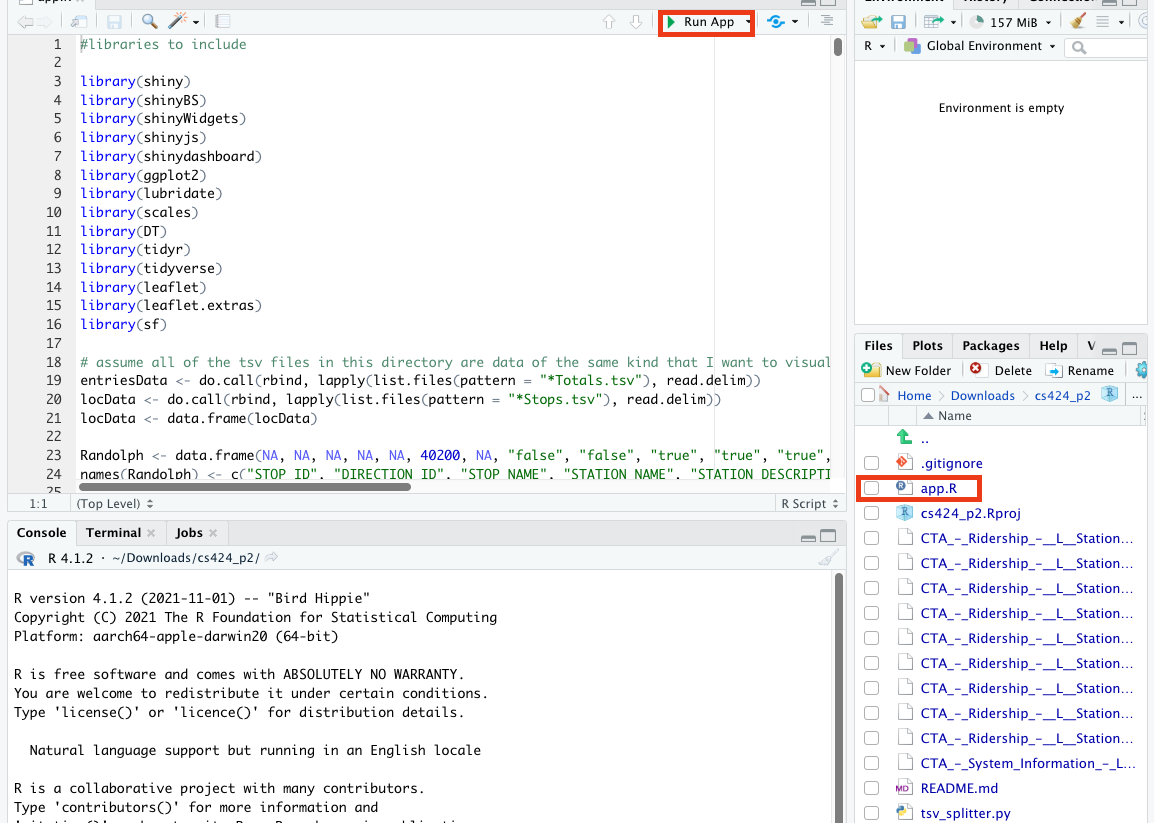 Run App
1 #libraries to include
2
3 library(shiny)
4 library(shinyBS)
5 library(shinyWidgets)
6 library(shinyjs)
7 library(shinydashboard)
8 library(ggplot2)
9 library(lubridate)
10 library(scales)
11 library(DT)
12 library(tidyr)
13 library(tidyverse)
14 library(leaflet)
15 library(leaflet.extras)
16 library(sf)
17
18 # assume all of the tsv files in this directory are data of the same kind that I want to visual
19 entriesData <- do.call(rbind, lapply(list.files(pattern = "*Totals.tsv"), read.delim))
20 locData <- do.call(rbind, lapply(list.files(pattern = "*Stops.tsv"), read.delim))
21 locData <- data.frame(locData)
22
23 Randolph <- data.frame(NA, NA, NA, NA, NA, 40200, NA, "false", "false", "true", "true", "true",
24 names(Randolph) <- c("STOP_ID", "DIRECTION_ID", "STOP_NAME", "STATION_NAME", "STATION_DESCRIPTI
25
1:1 (Top Level) R Script
Console Terminal Jobs
R 4.1.2 · ~/Downloads/cs424_p2/
R version 4.1.2 (2021-11-01) -- "Bird Hippie"
Copyright (C) 2021 The R Foundation for Statistical Computing
Platform: aarch64-apple-darwin20 (64-bit)
R is free software and comes with ABSOLUTELY NO WARRANTY.
You are welcome to redistribute it under certain conditions.
Type 'license()' or 'licence()' for distribution details.
Natural language support but running in an English locale
R is a collaborative project with many contributors.
Type 'contributors()' for more information and
157 MiB
R Global Environment
Environment is empty
Files Plots Packages Help V
New Folder Delete Rename
Home Downloads cs424_p2 R ...
Name
..
.gitignore
app.R
cs424_p2.Rproj
CTA_-_Ridership_-__L__Station...
CTA_-_Ridership_-__L__Station...
CTA_-_Ridership_-__L__Station...
CTA_-_Ridership_-__L__Station...
CTA_-_Ridership_-__L__Station...
CTA_-_Ridership_-__L__Station...
CTA_-_Ridership_-__L__Station...
CTA_-_Ridership_-__L__Station...
CTA_-_Ridership_-__L__Station...
CTA_-_System_Information_-_L...
MD README.md
tsv_splitter.py